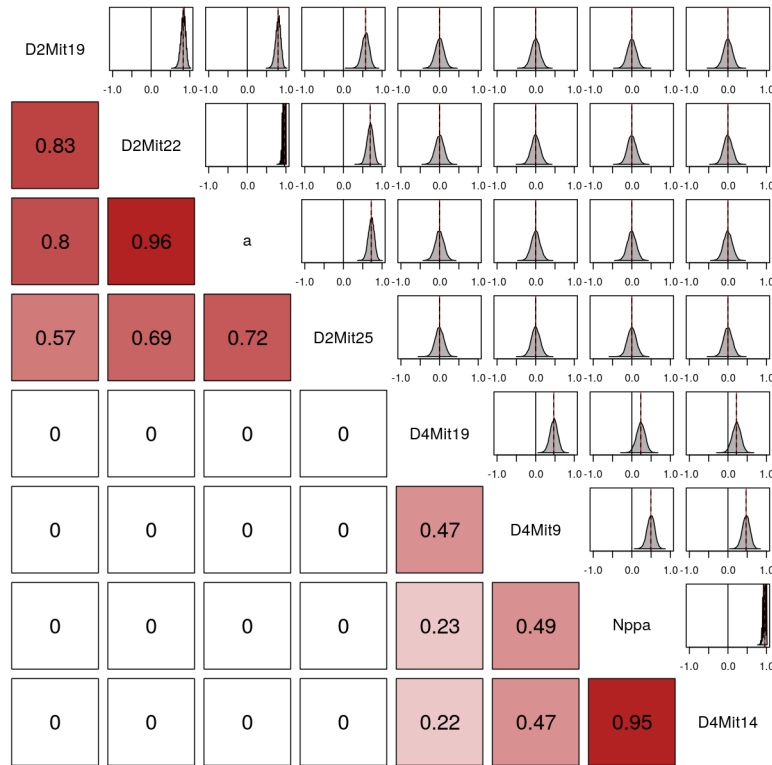 D2Mit19
-1.0 0.0 1.0 -1.0 0.0 1.0 -1.0 0.0 1.0 -1.0 0.0 1.0 -1.0 0.0 1.0 -1.0 0.0 1.0 -1.0 0.0 1.0
0.83 D2Mit22
-1.0 0.0 1.0 -1.0 0.0 1.0 -1.0 0.0 1.0 -1.0 0.0 1.0 -1.0 0.0 1.0 -1.0 0.0 1.0
0.8 0.96 a
-1.0 0.0 1.0 -1.0 0.0 1.0 -1.0 0.0 1.0 -1.0 0.0 1.0 -1.0 0.0 1.0
0.57 0.69 0.72 D2Mit25
-1.0 0.0 1.0 -1.0 0.0 1.0 -1.0 0.0 1.0 -1.0 0.0 1.0
0 0 0 0 D4Mit19
-1.0 0.0 1.0 -1.0 0.0 1.0 -1.0 0.0 1.0
0 0 0 0 0.47 D4Mit9
-1.0 0.0 1.0 -1.0 0.0 1.0
0 0 0 0 0.23 0.49 Nppa
-1.0 0.0 1.0
0 0 0 0 0.22 0.47 0.95 D4Mit14